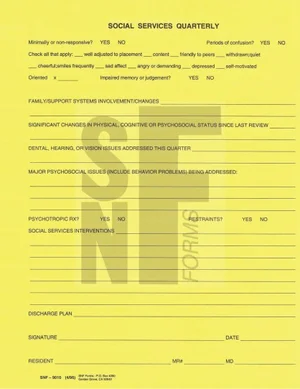 SOCIAL SERVICES QUARTERLY
Minimally or non-responsive? YES NO Periods of confusion? YES NO
Check all that apply: ___ well adjusted to placement ___ content ___ friendly to peers ___ withdrawn/quiet
___ cheerful/smiles frequently ___ sad affect ___ angry or demanding ___ depressed ___ self-motivated
Oriented x ______ Impaired memory or judgement? YES NO
FAMILY/SUPPORT SYSTEMS INVOLVEMENT/CHANGES
SIGNIFICANT CHANGES IN PHYSICAL, COGNITIVE OR PSYCHOSOCIAL STATUS SINCE LAST REVIEW
DENTAL, HEARING, OR VISION ISSUES ADDRESSED THIS QUARTER
MAJOR PSYCHOSOCIAL ISSUES (INCLUDE BEHAVIOR PROBLEMS) BEING ADDRESSED:
PSYCHOTROPIC RX? YES NO RESTRAINTS? YES NO
SOCIAL SERVICES INTERVENTIONS
SNF
FORMS
DISCHARGE PLAN
SIGNATURE DATE
RESIDENT MR# MD
SNF Forms